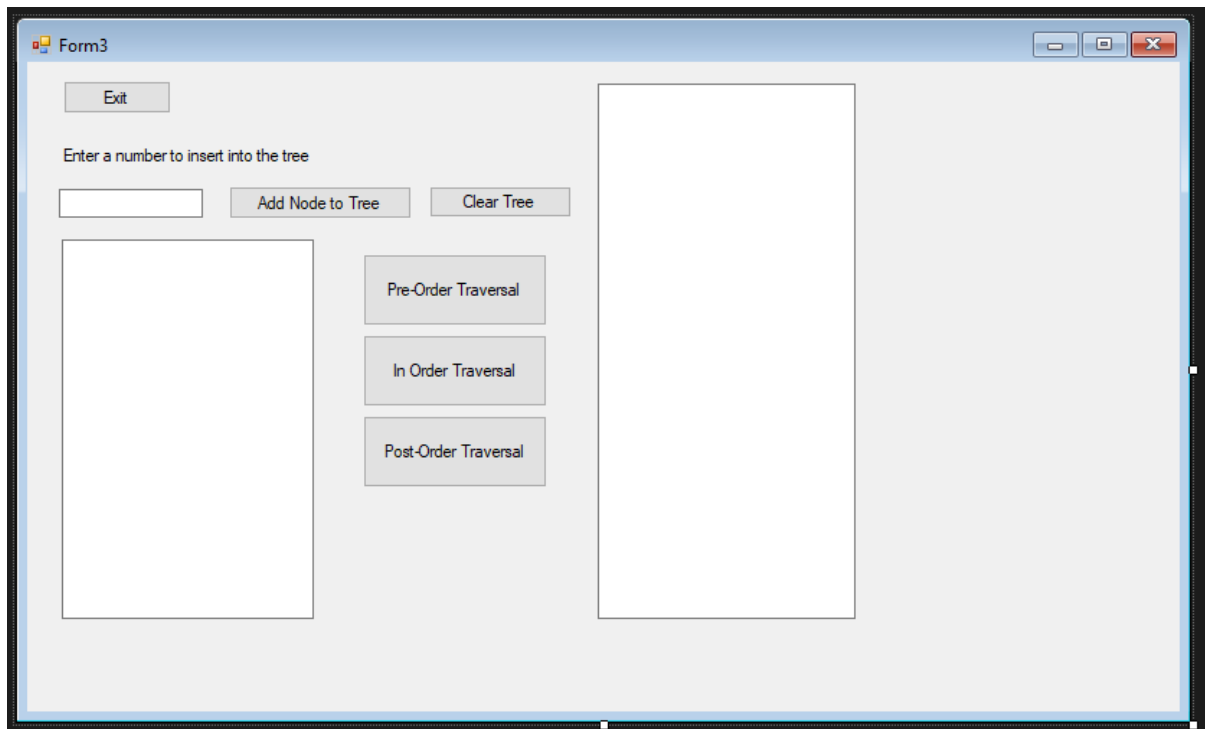 Form3
Exit
Enter a number to insert into the tree
Add Node to Tree
Clear Tree
Pre-Order Traversal
In Order Traversal
Post-Order Traversal